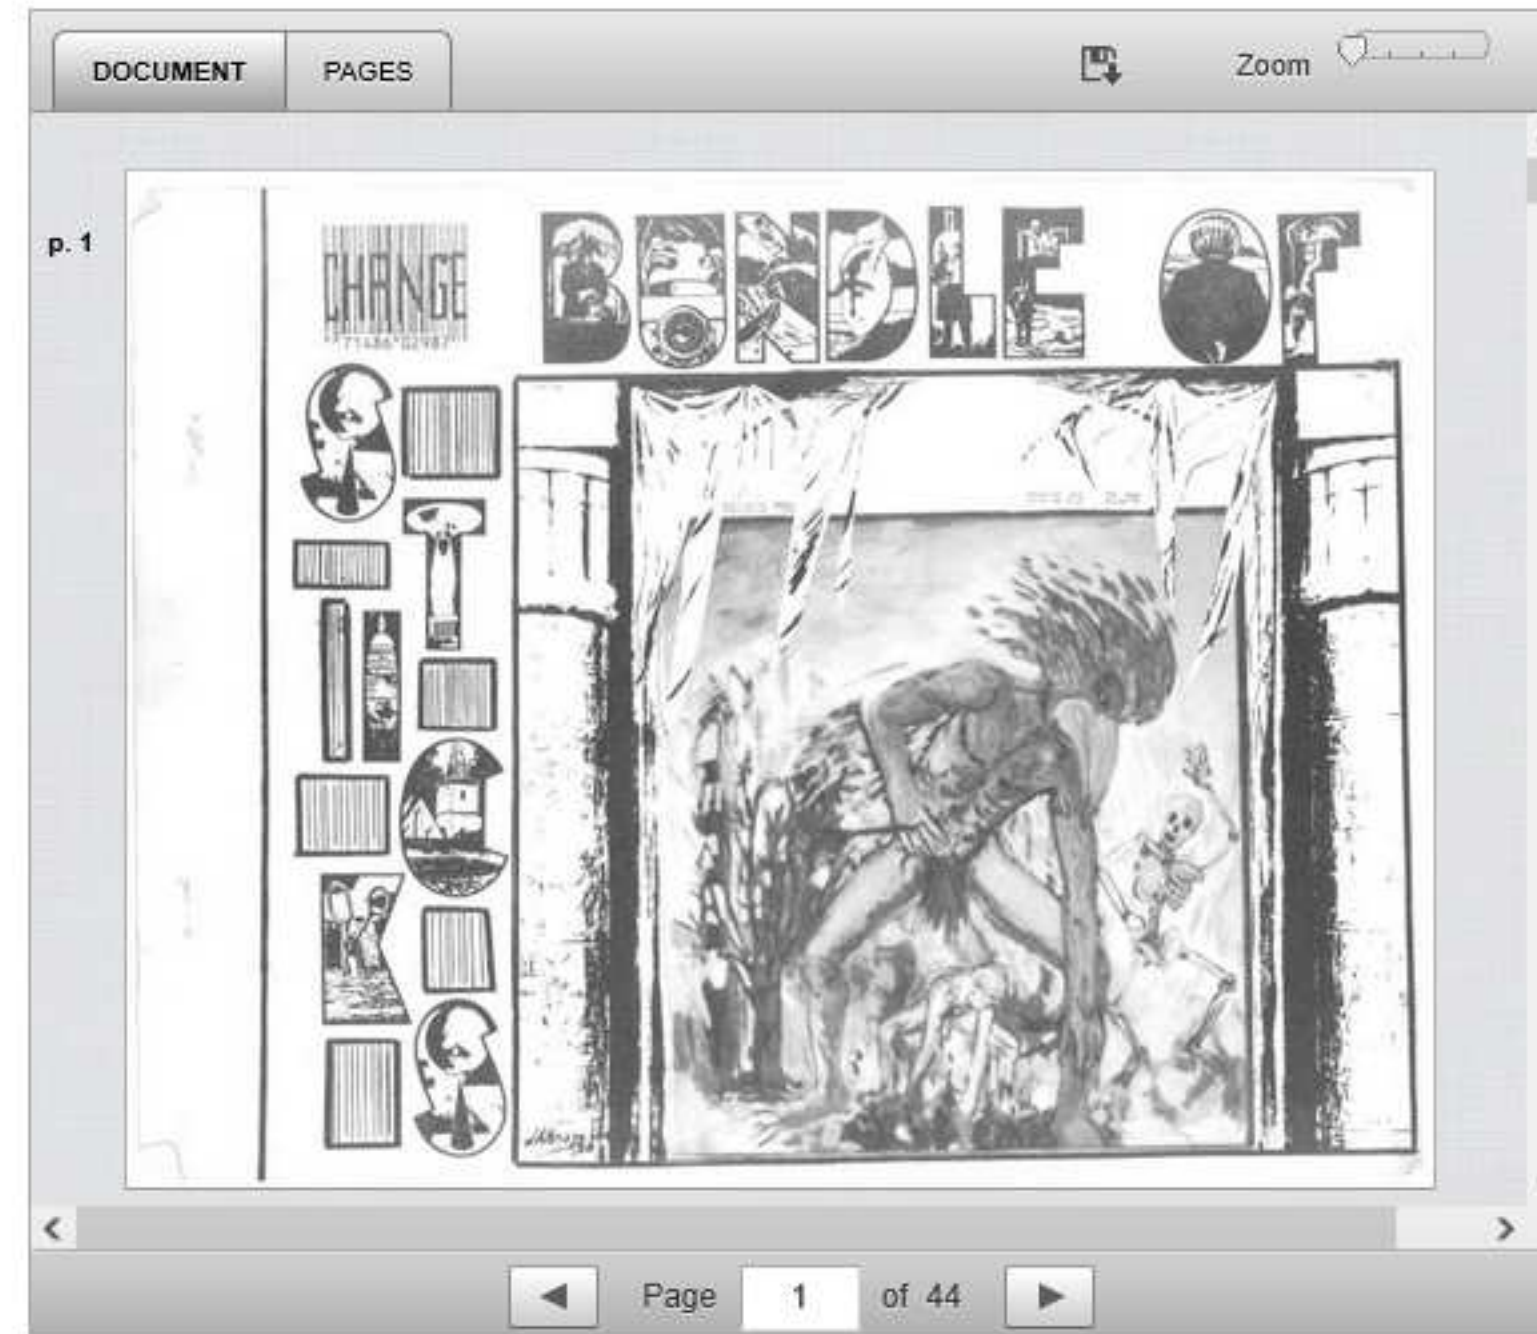 DOCUMENT PAGES Zoom
p. 1
CHANGE
BUNDLE OF
STICKS
Page 1 of 44